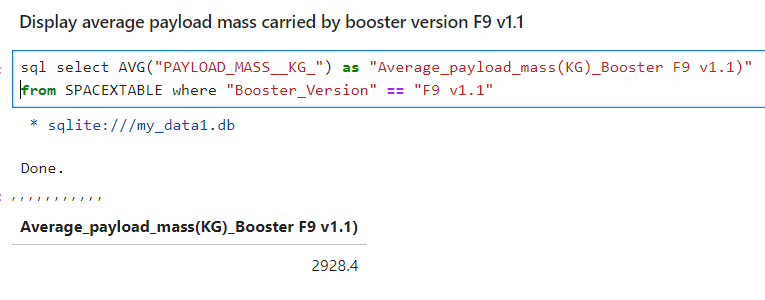 Display average payload mass carried by booster version F9 v1.1
sql select AVG("PAYLOAD_MASS__KG_") as "Average_payload_mass(KG)_Booster F9 v1.1)"
from SPACEXTABLE where "Booster_Version" == "F9 v1.1"
* sqlite:///my_data1.db
Done.
,,,,,,,,,,,
Average_payload_mass(KG)_Booster F9 v1.1)
2928.4